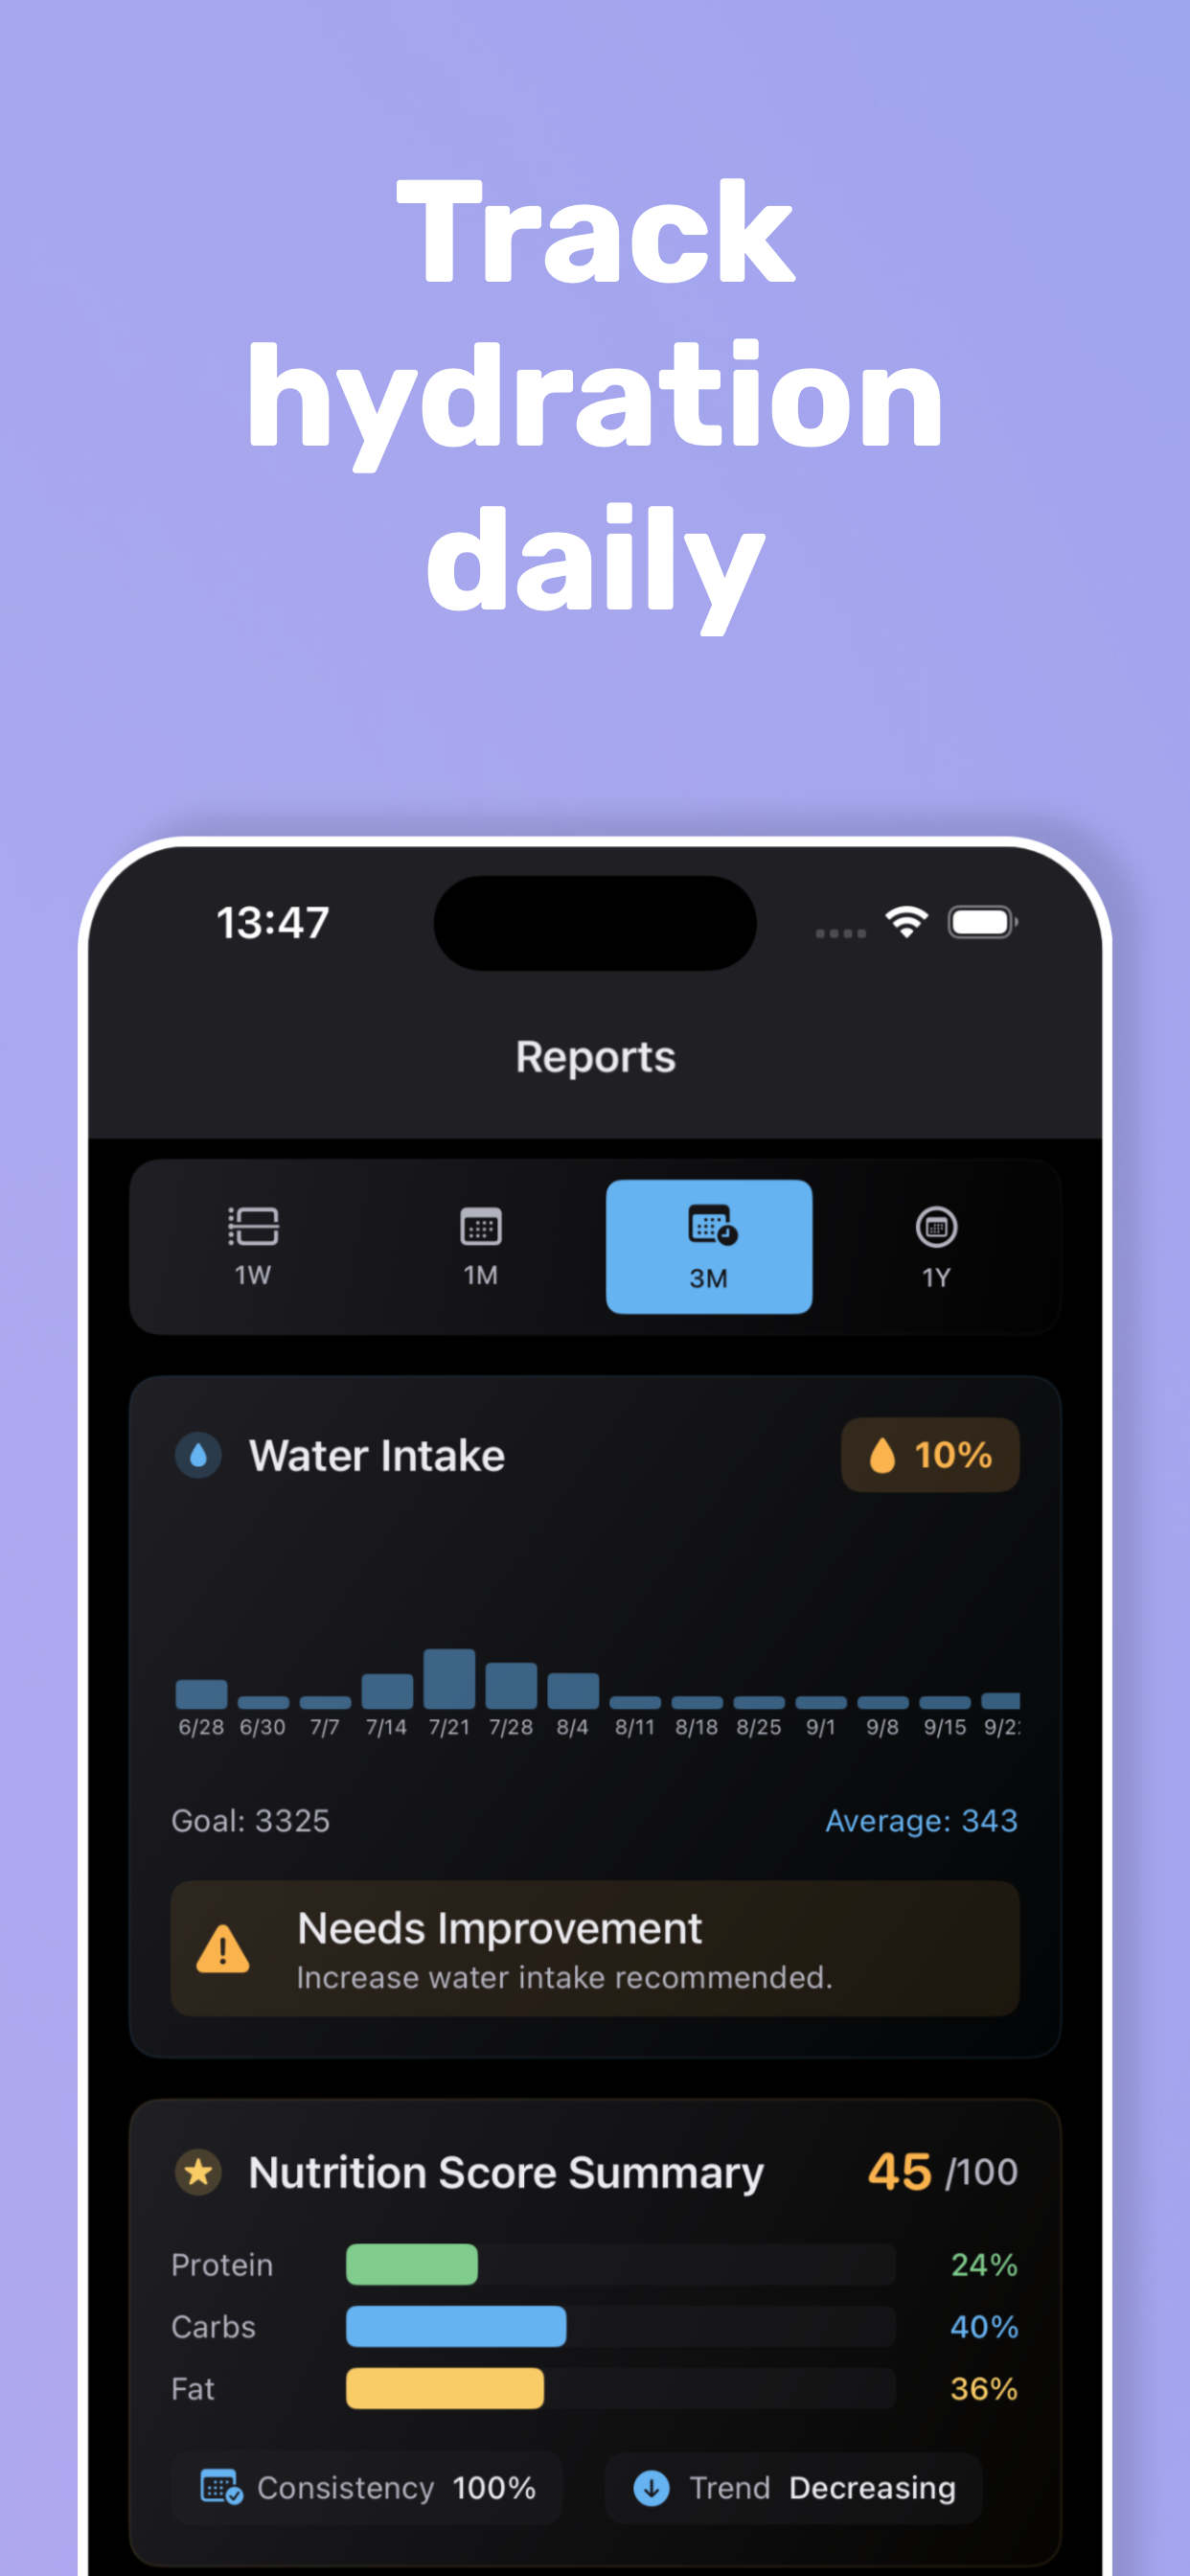 Track
hydration
daily
13:47
Reports
1W 1M 3M 1Y
Water Intake 10%
6/28 6/30 7/7 7/14 7/21 7/28 8/4 8/11 8/18 8/25 9/1 9/8 9/15
Goal: 3325 Average: 343
Needs Improvement
Increase water intake recommended.
Nutrition Score Summary 45 /100
Protein 24%
Carbs 40%
Fat 36%
Consistency 100% Trend Decreasing